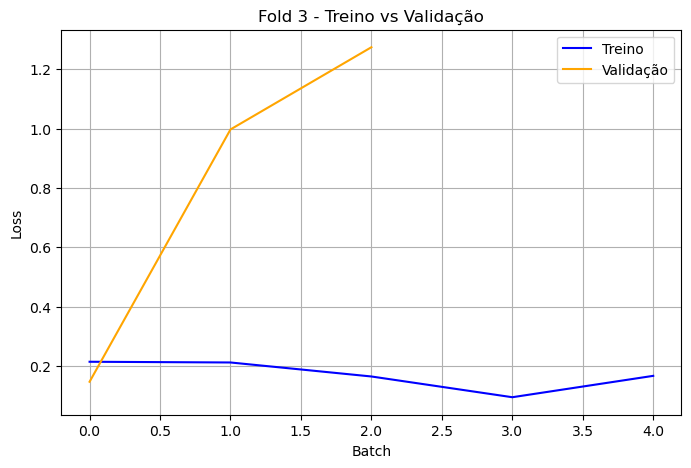 Fold 3 - Treino vs Validação
Treino
Validação
Loss
1.2
1.0
0.8
0.6
0.4
0.2
0.0 0.5 1.0 1.5 2.0 2.5 3.0 3.5 4.0
Batch